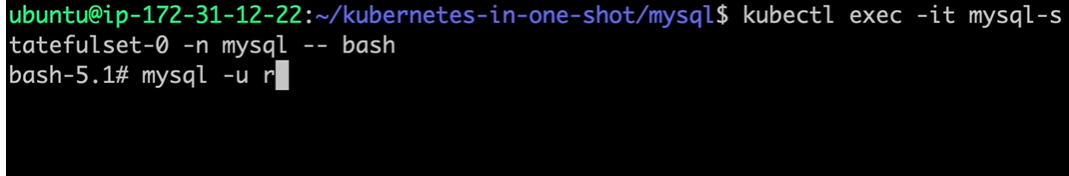 ubuntu@ip-172-31-12-22:~/kubernetes-in-one-shot/mysql$ kubectl exec -it mysql-s
tatefulset-0 -n mysql -- bash
bash-5.1# mysql -u r